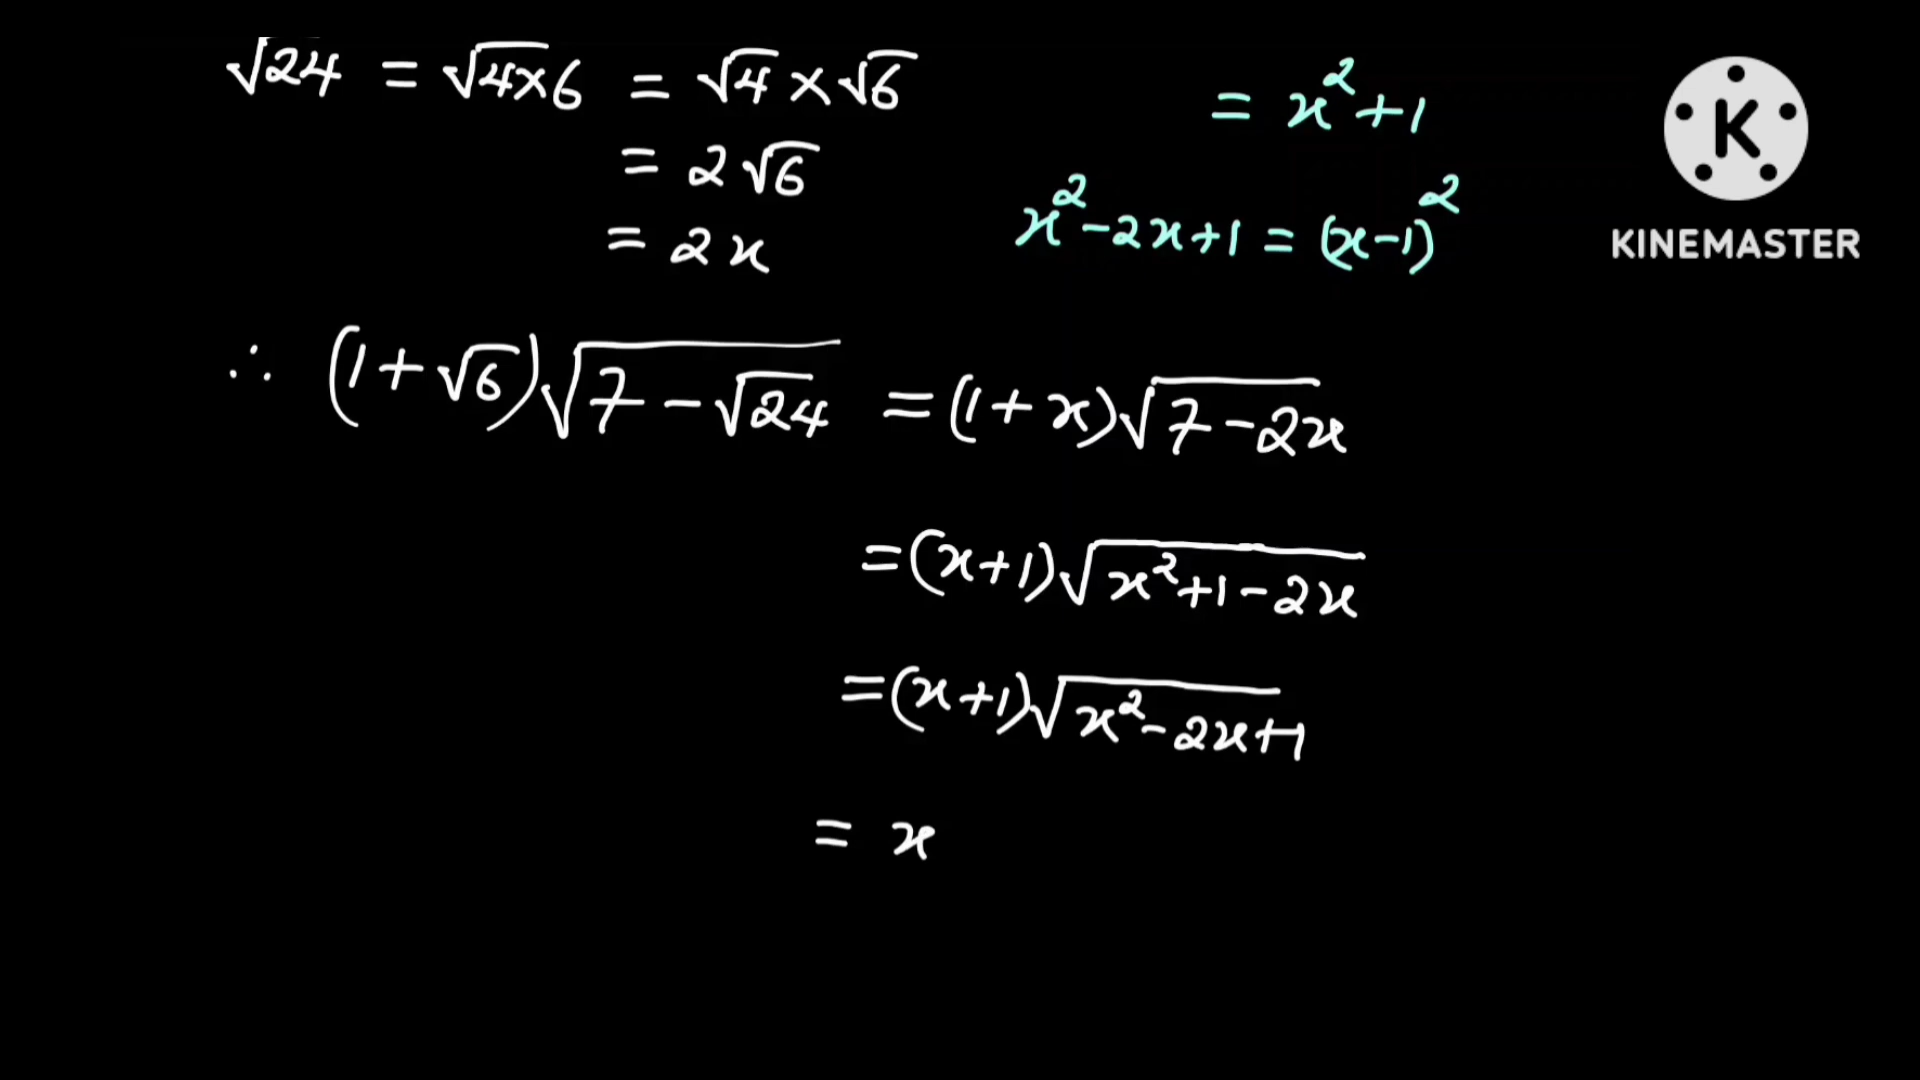 √24 = √4×6 = √4 × √6
= 2√6
= 2x
= x²+1
x²-2x+1 = (x-1)²
K
KINEMASTER
∴ (1+√6)√7-√24 = (1+x)√7-2x
= (x+1)√x²+1-2x
= (x+1)√x²-2x+1
= x